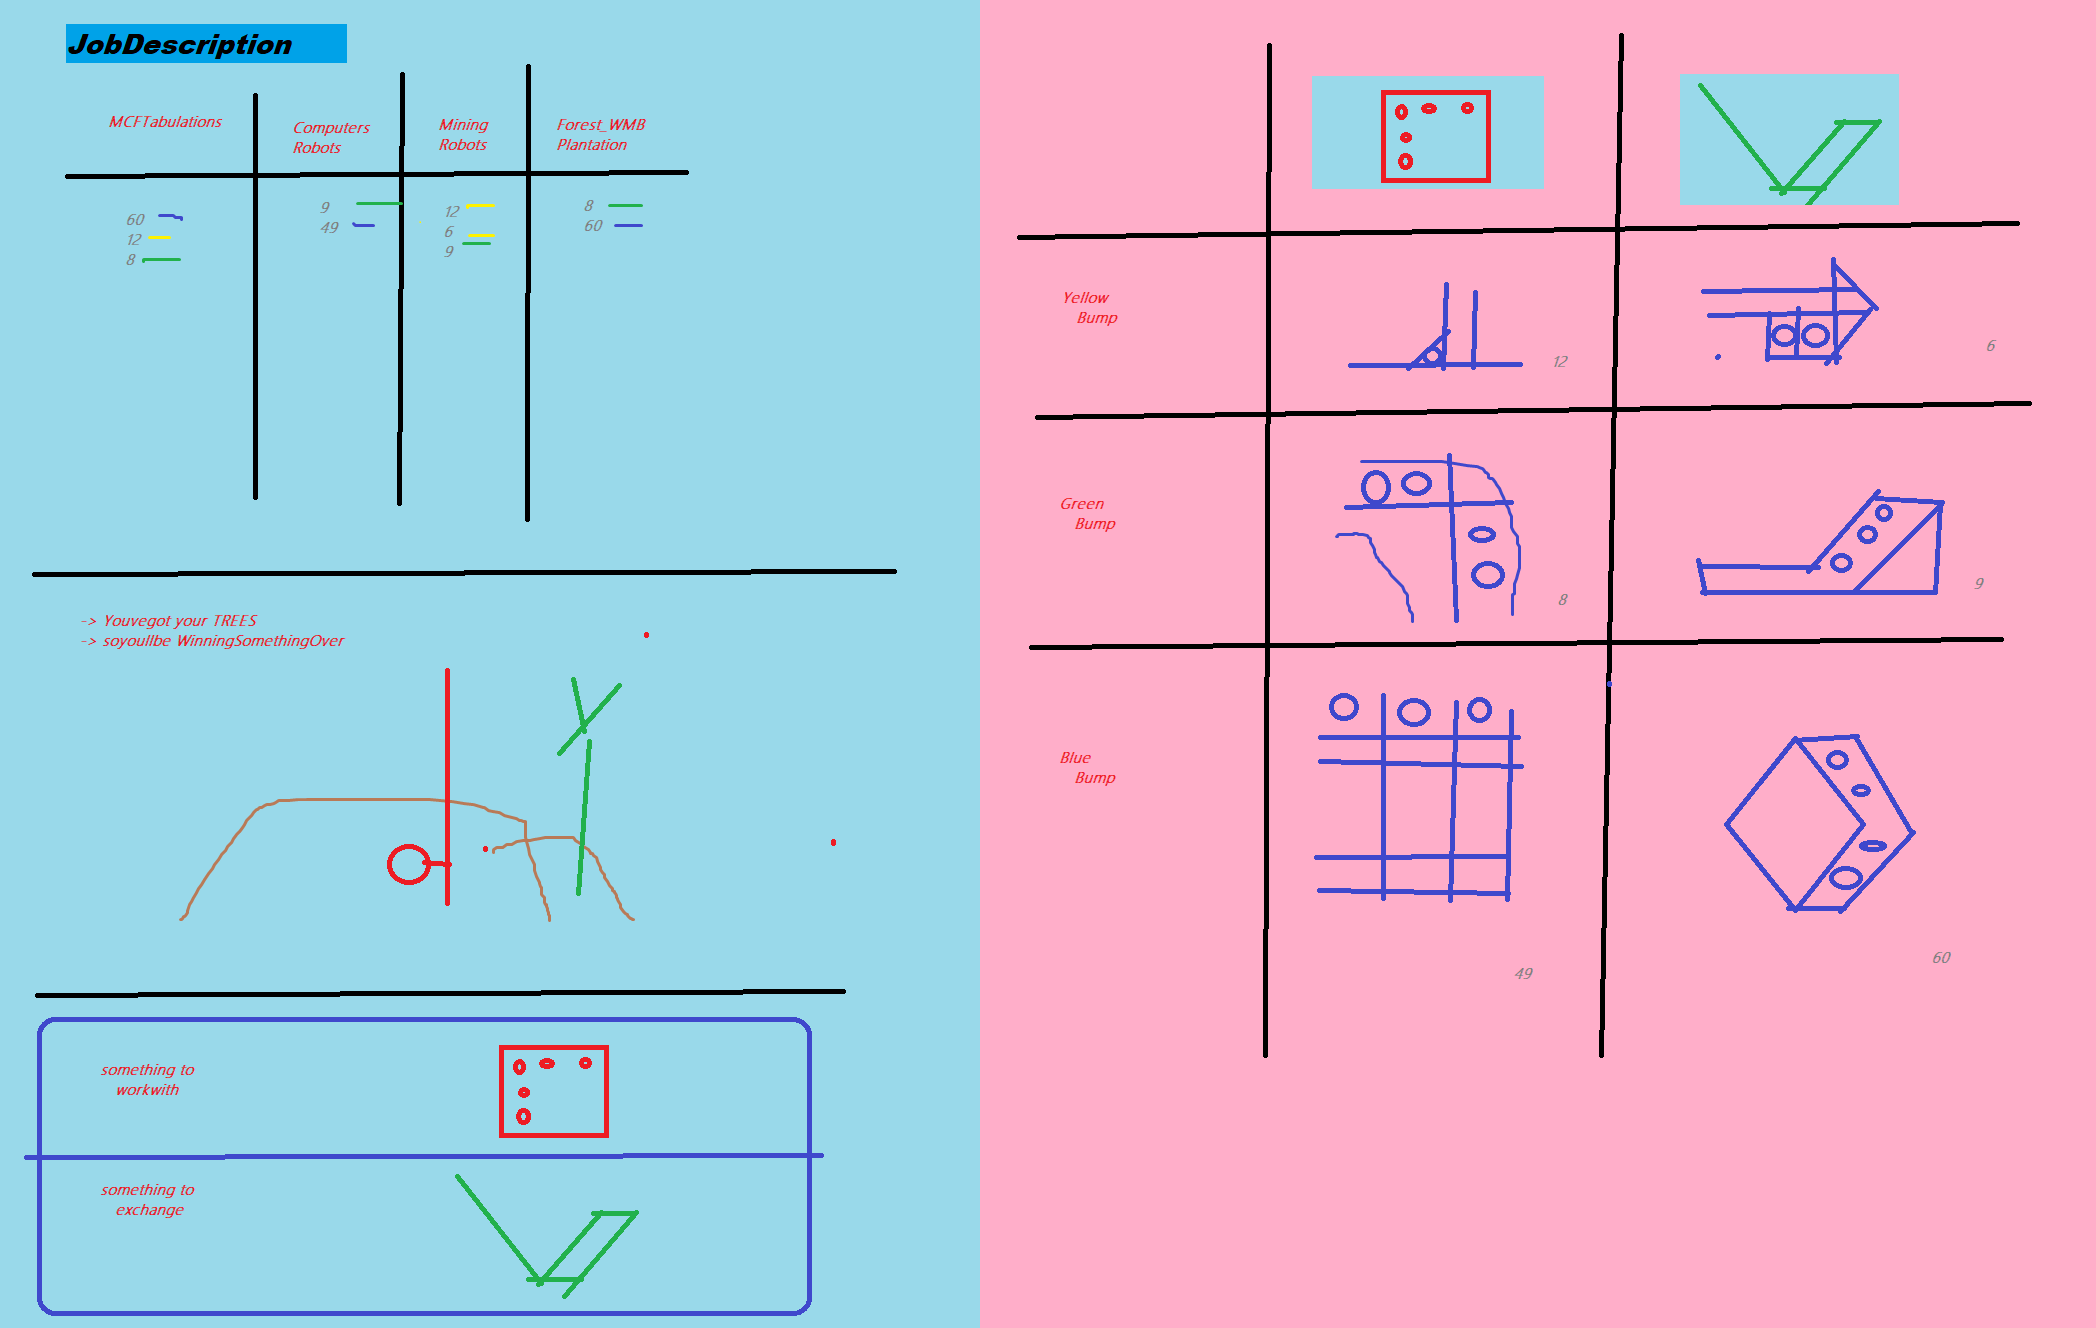 JobDescription
MCFTabulations
Computers
Robots
Mining
Robots
Forest_WMB
Plantation
60
12
8
9
49
12
6
9
8
60
-> Youvegot your TREES
-> soyoullbe WinningSomethingOver
something to
workwith
something to
exchange
Yellow
Bump
12
6
Green
Bump
8
9
Blue
Bump
49
60